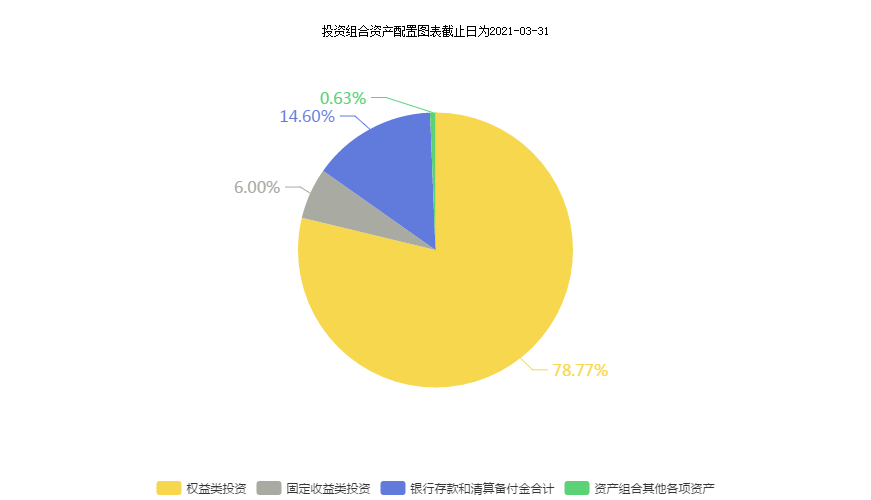 投资组合资产配置图表截止日为2021-03-31
0.63%
14.60%
6.00%
78.77%
权益类投资 固定收益类投资 银行存款和清算备付金合计 资产组合其他各项资产